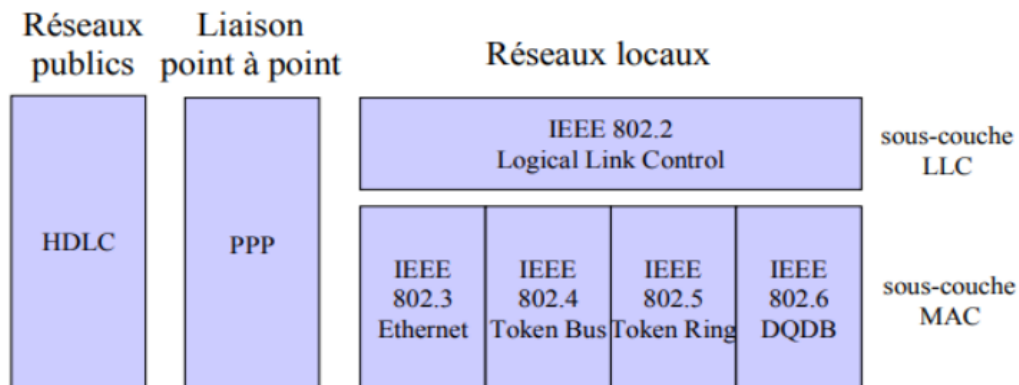 Réseaux
publics
Liaison
point à point
Réseaux locaux
IEEE 802.2
Logical Link Control
sous-couche
LLC
HDLC
PPP
IEEE
802.3
Ethernet
IEEE
802.4
Token Bus
IEEE
802.5
Token Ring
IEEE
802.6
DQDB
sous-couche
MAC